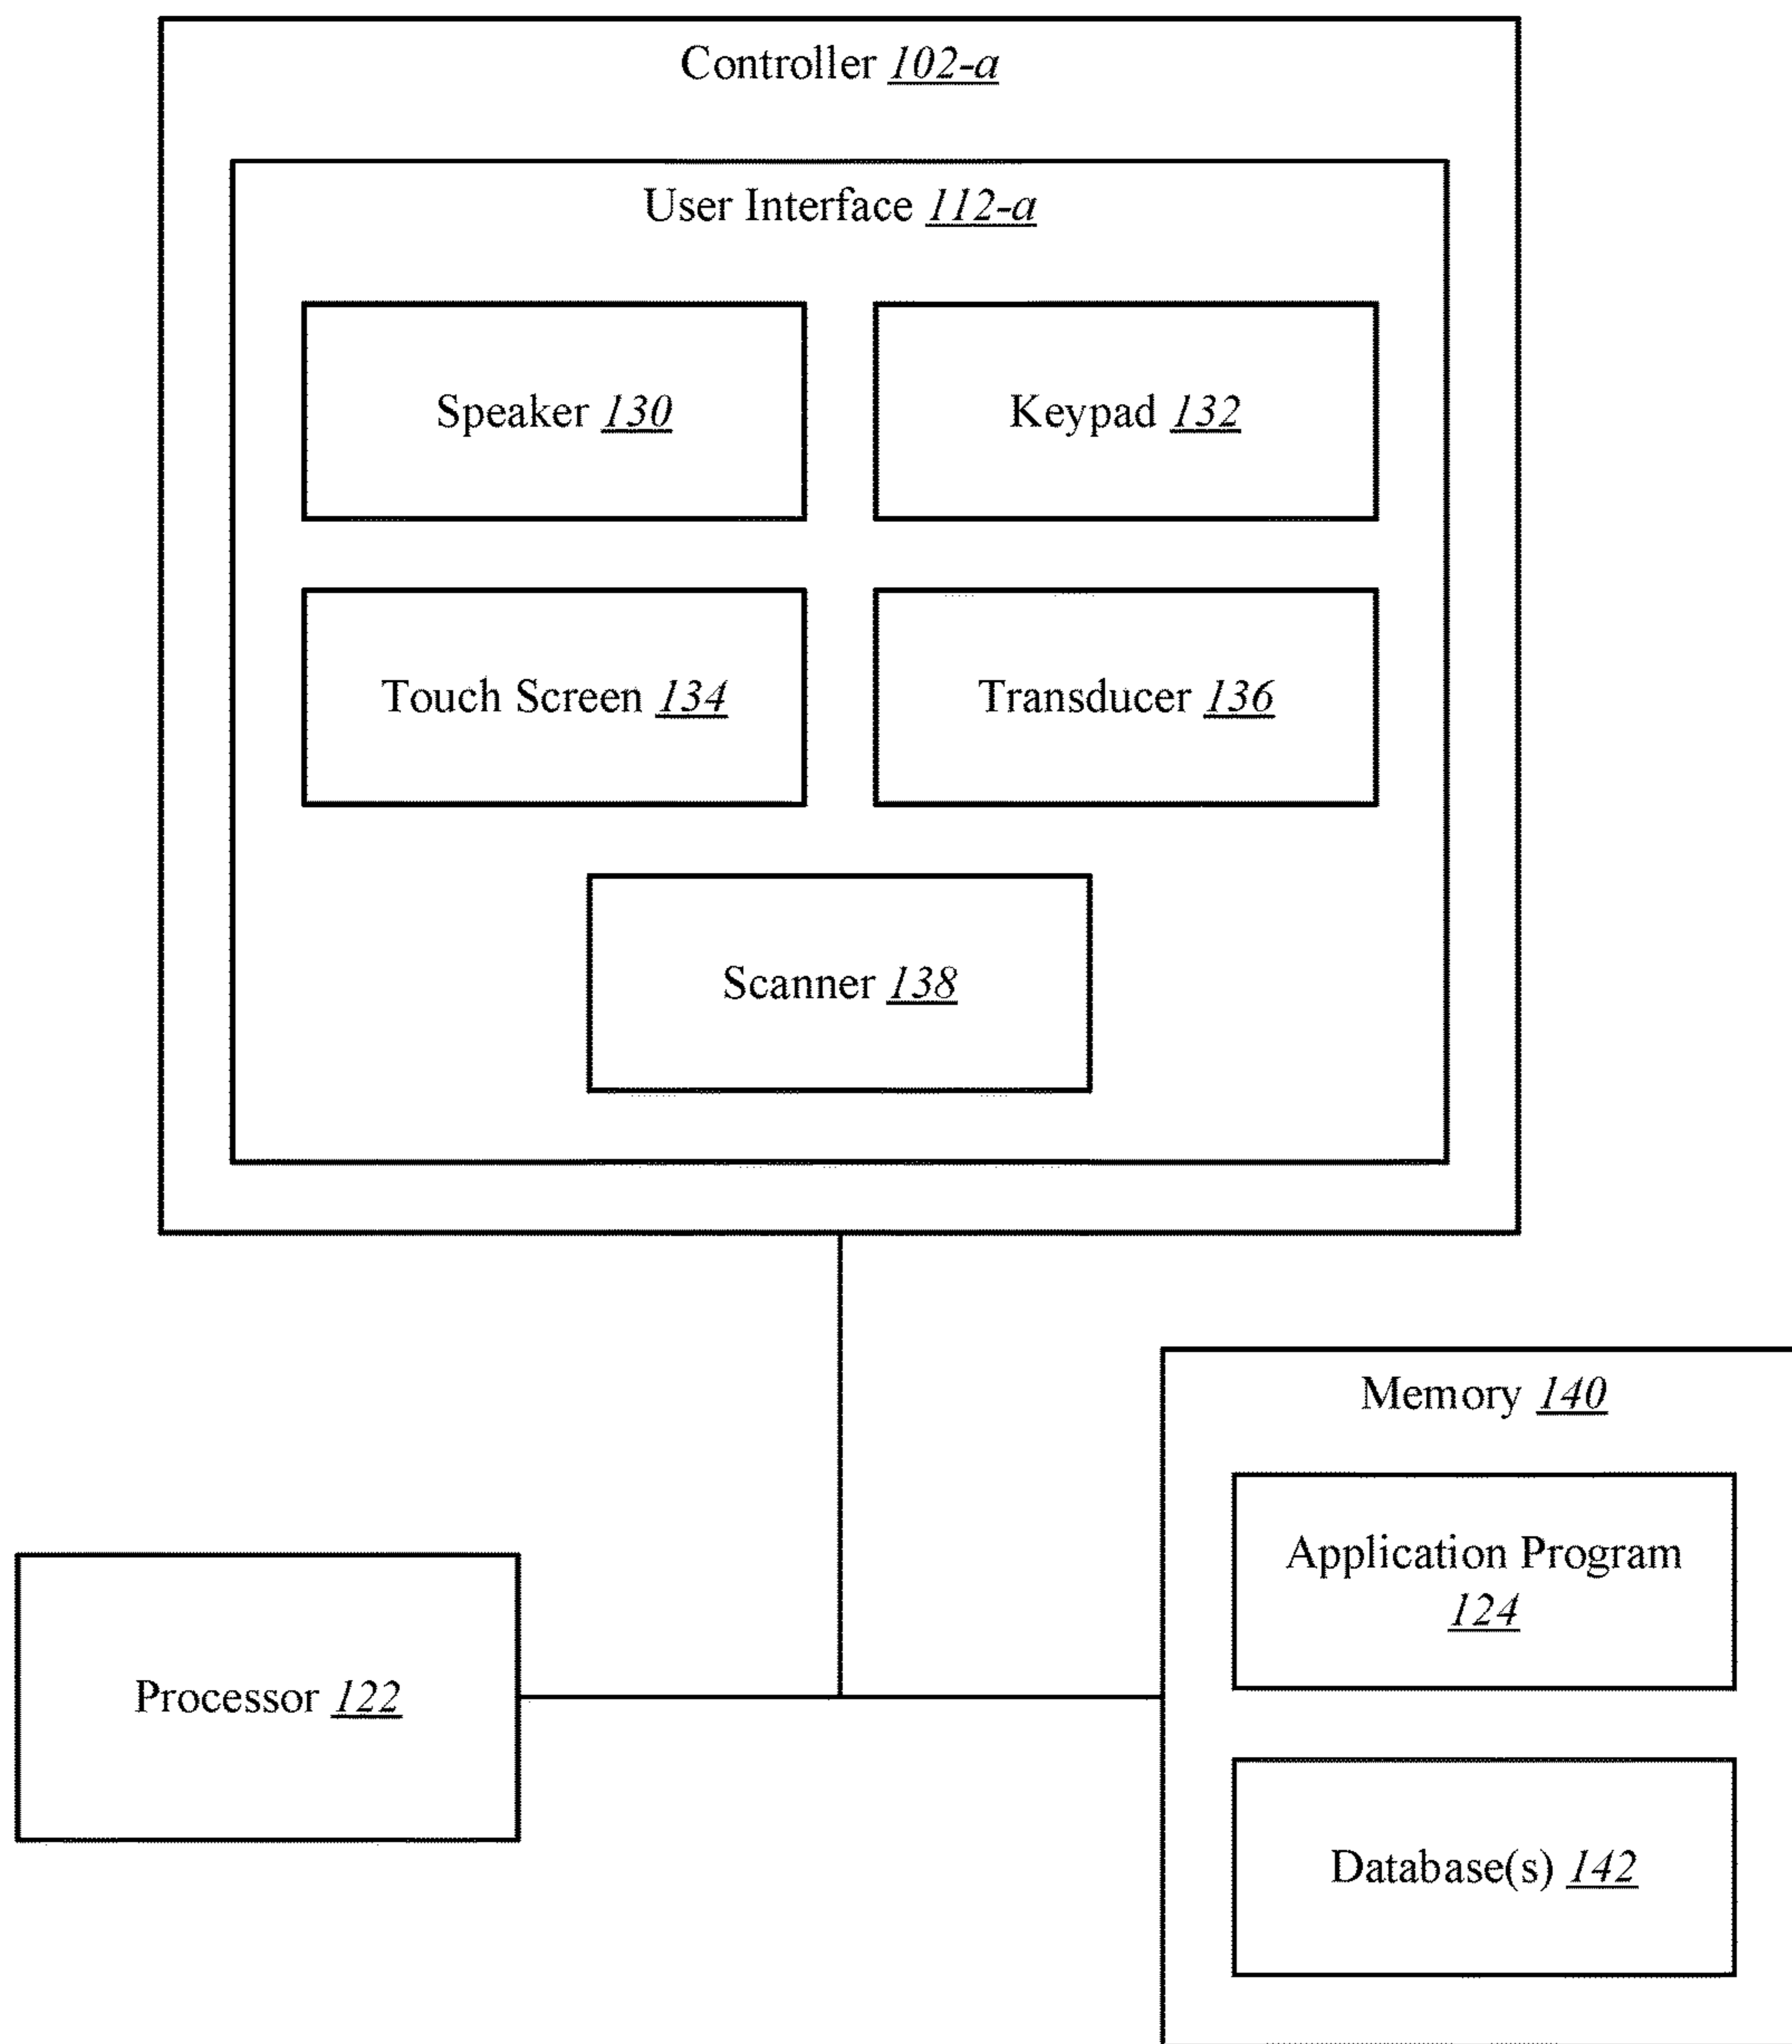 Controller 102-a
User Interface 112-a
Speaker 130
Keypad 132
Touch Screen 134
Transducer 136
Scanner 138
Memory 140
Application Program
124
Processor 122
Database(s) 142